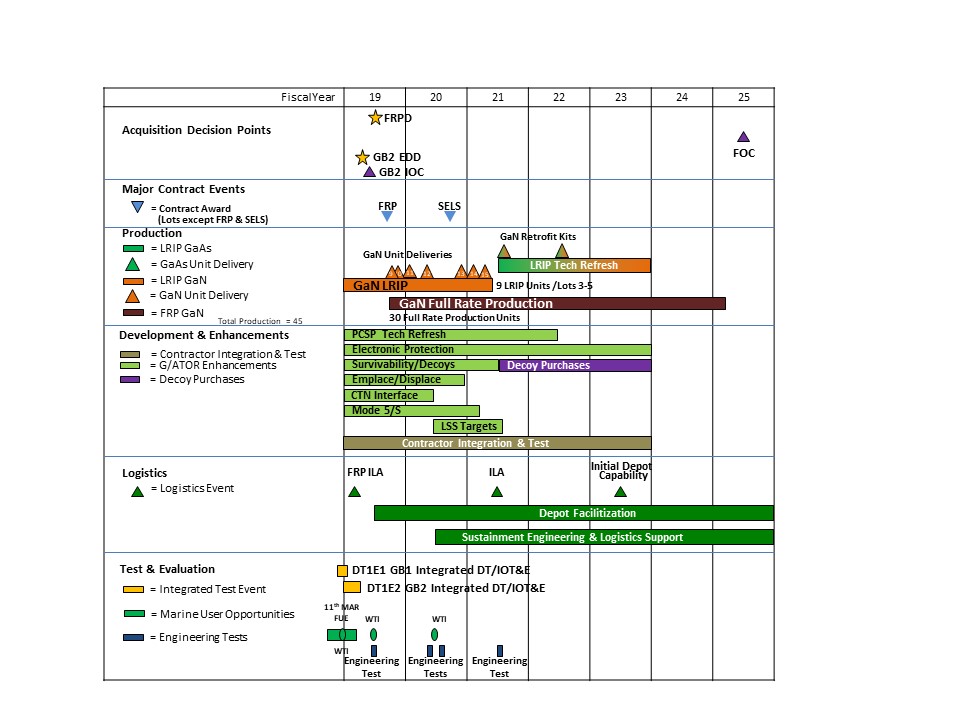 FiscalYear 19 20 21 22 23 24 25
Acquisition Decision Points
FRPD
GB2 EDD
GB2 IOC
FOC
Major Contract Events
= Contract Award
(Lots except FRP & SELS)
FRP SELS
Production
= LRIP GaAs
= GaAs Unit Delivery
= LRIP GaN
= GaN Unit Delivery
= FRP GaN
Total Production = 45
GaN Retrofit Kits
GaN Unit Deliveries
LRIP Tech Refresh
GaN LRIP
9 LRIP Units /Lots 3-5
GaN Full Rate Production
30 Full Rate Production Units
Development & Enhancements
= Contractor Integration & Test
= G/ATOR Enhancements
= Decoy Purchases
PCSP Tech Refresh
Electronic Protection
Survivability/Decoys
Decoy Purchases
Emplace/Displace
CTN Interface
Mode 5/S
LSS Targets
Contractor Integration & Test
Logistics
= Logistics Event
FRP ILA
ILA
Initial Depot
Capability
Depot Facilitization
Sustainment Engineering & Logistics Support
Test & Evaluation
= Integrated Test Event
= Marine User Opportunities
= Engineering Tests
DT1E1 GB1 Integrated DT/IOT&E
DT1E2 GB2 Integrated DT/IOT&E
11th MAR
FUE
WTI
WTI
WTI
Engineering
Test
Engineering
Tests
Engineering
Test